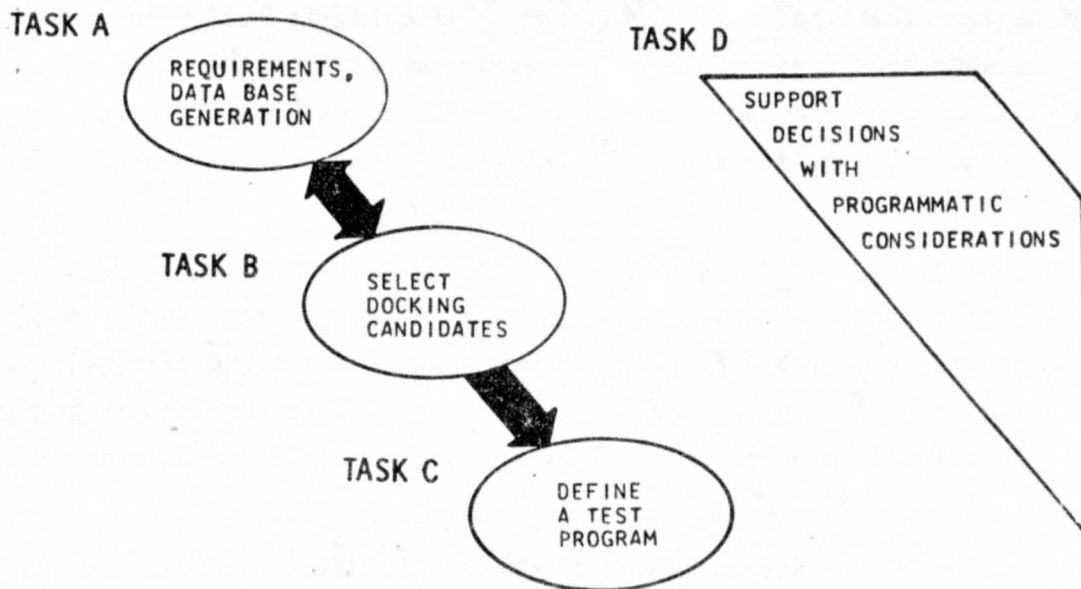 TASK A
REQUIREMENTS,
DATA BASE
GENERATION
TASK B
SELECT
DOCKING
CANDIDATES
TASK C
DEFINE
A TEST
PROGRAM
TASK D
SUPPORT
DECISIONS
WITH
PROGRAMMATIC
CONSIDERATIONS